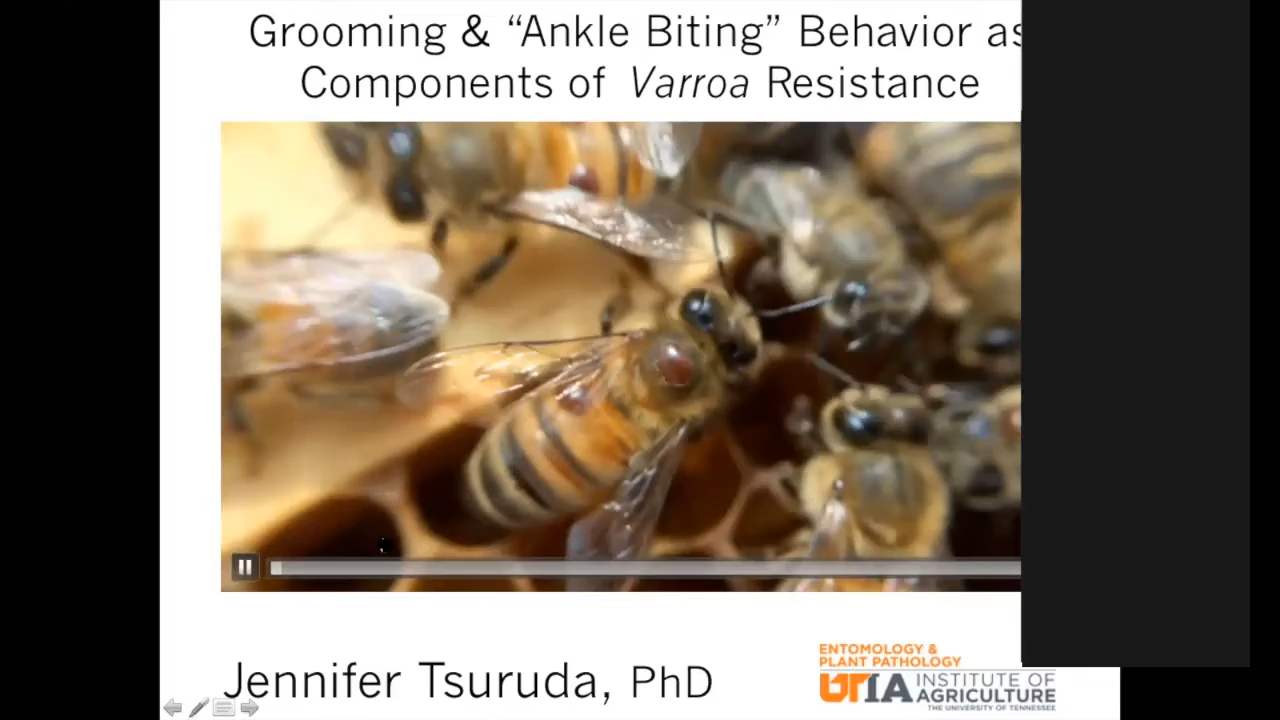 Grooming & “Ankle Biting” Behavior as
Components of Varroa Resistance
Jennifer Tsuruda, PhD
ENTOMOLOGY &
PLANT PATHOLOGY
UTIA INSTITUTE OF
AGRICULTURE
THE UNIVERSITY OF TENNESSEE